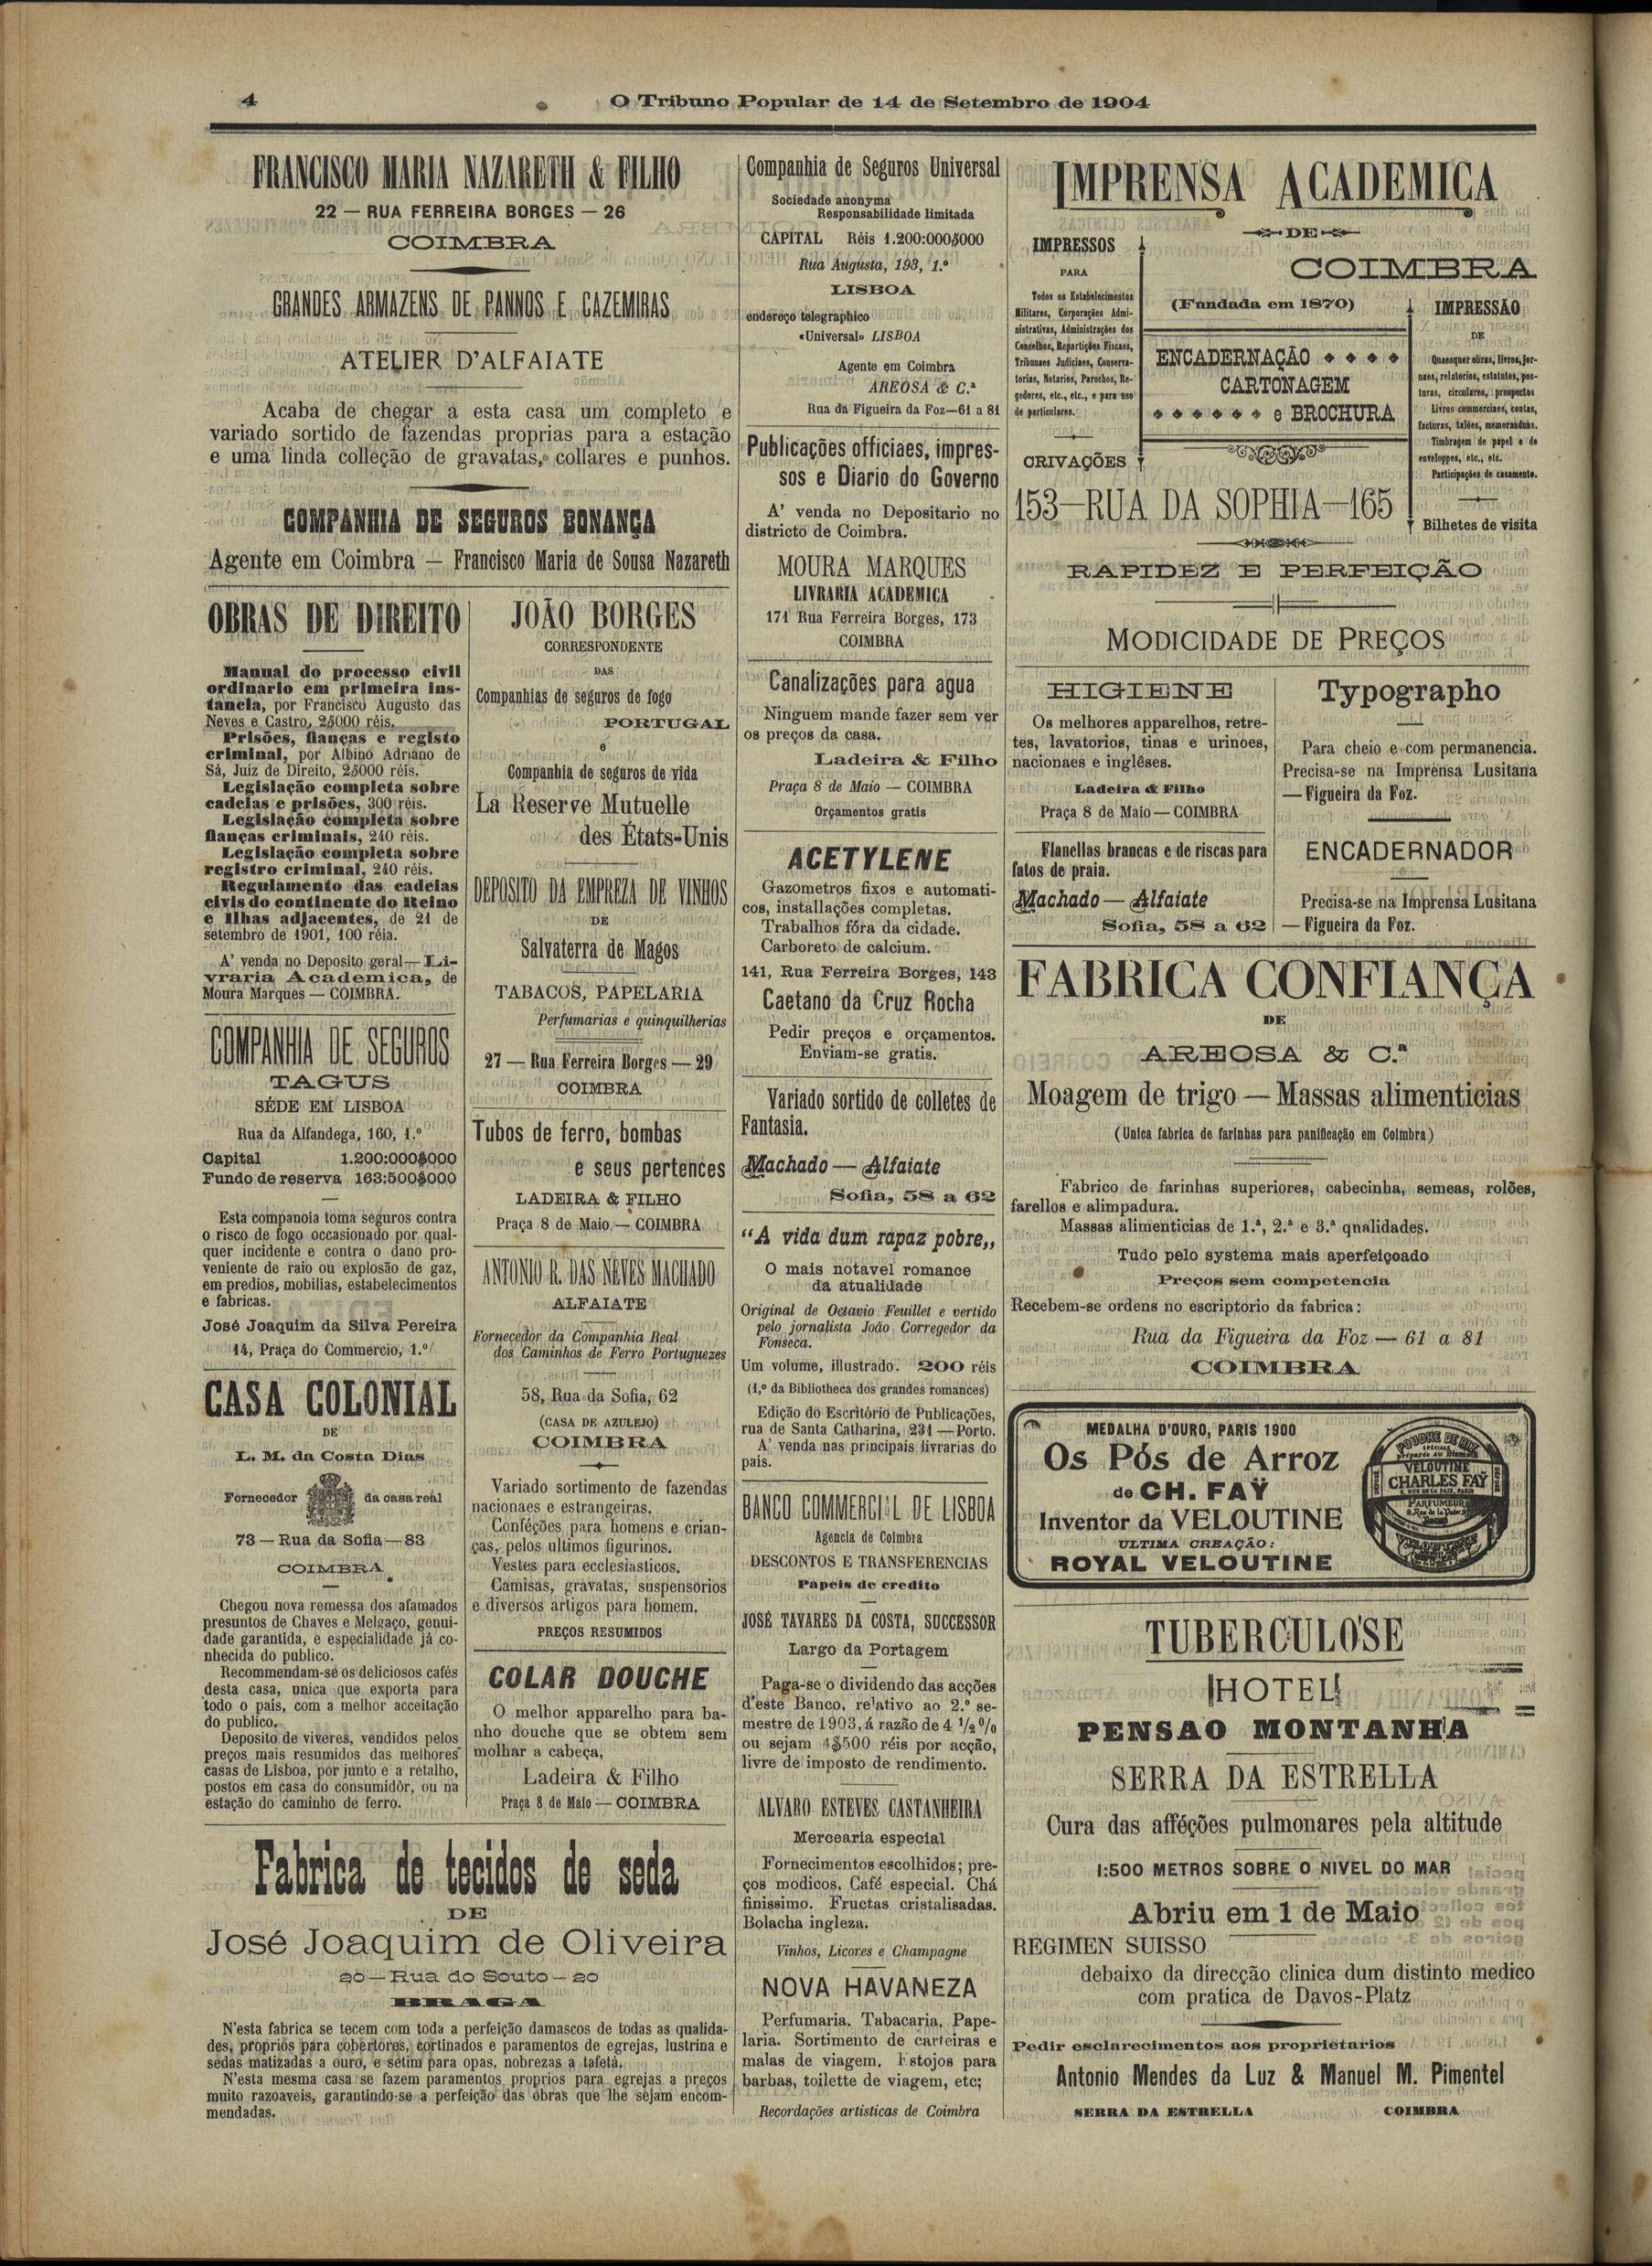 4
O Tribuno Popular de 14 de Setembro de 1904
FRANCISCO MARIA NAZARETH & FILHO
22 — RUA FERREIRA BORGES — 26
COIMBRA
GRANDES ARMAZENS DE PANNOS E CAZEMIRAS
ATELIER D'ALFAIATE
Acaba de chegar a esta casa um completo e
variado sortido de fazendas proprias para a estação
e uma linda colleção de gravatas, collares e punhos.
COMPANHIA DE SEGUROS BONANÇA
Agente em Coimbra — Francisco Maria de Sousa Nazareth
OBRAS DE DIREITO
Manual do processo civil
ordinario em primeira ins-
tancia, por Francisco Augusto das
Neves e Castro, 2$000 réis.
Prisões, fianças e registo
criminal, por Albino Adriano de
Sá, Juiz de Direito, 2$000 réis.
Legislação completa sobre
cadeias e prisões, 300 réis.
Legislação completa sobre
fianças criminais, 240 réis.
Legislação completa sobre
registro criminal, 240 réis.
Regulamento das cadeias
civis do continente do Reino
e Ilhas adjacentes, de 21 de
setembro de 1901, 100 réia.
A' venda no Deposito geral—Li-
vraria Academica, de
Moura Marques — COIMBRA.
COMPANHIA DE SEGUROS
TAGUS
SÉDE EM LISBOA
Rua da Alfandega, 160, 1.º
Capital 1.200:000$000
Fundo de reserva 163:500$000
Esta companoia toma seguros contra
o risco de fogo occasionado por qual-
quer incidente e contra o dano pro-
veniente de raio ou explosão de gaz,
em predios, mobilias, estabelecimentos
e fabricas.
José Joaquim da Silva Pereira
14, Praça do Commercio, 1.º
CASA COLONIAL
DE
L. M. da Costa Dias
Fornecedor da casa real
73 — Rua da Sofia — 83
COIMBRA
Chegou nova remessa dos afamados
presuntos de Chaves e Melgaço, genui-
dade garantida, e especialidade já co-
nhecida do publico.
Recommendam-se os deliciosos cafés
desta casa, unica que exporta para
todo o pais, com a melhor acceitação
do publico.
Deposito de viveres, vendidos pelos
preços mais resumidos das melhores
casas de Lisboa, por junto e a retalho,
postos em casa do consumidôr, ou na
estação do caminho de ferro.
JOÃO BORGES
CORRESPONDENTE
DAS
Companhias de seguros de fogo
PORTUGAL
e
Companhia de seguros de vida
La Reserve Mutuelle
des États-Unis
DEPOSITO DA EMPREZA DE VINHOS
DE
Salvaterra de Magos
TABACOS, PAPELARIA
Perfumarias e quinquilherias
27 — Rua Ferreira Borges — 29
COIMBRA
Tubos de ferro, bombas
e seus pertences
LADEIRA & FILHO
Praça 8 de Maio — COIMBRA
ANTONIO R. DAS NEVES MACHADO
ALFAIATE
Fornecedor da Companhia Real
dos Caminhos de Ferro Portuguezes
58, Rua da Sofia, 62
(CASA DE AZULEJO)
COIMBRA
Variado sortimento de fazendas
nacionaes e estrangeiras.
Conféções para homens e crian-
ças, pelos ultimos figurinos.
Vestes para ecclesiasticos.
Camisas, gravatas, suspensorios
e diversos artigos para homem.
PREÇOS RESUMIDOS
COLAR DOUCHE
O melhor apparelho para ba-
nho douche que se obtem sem
molhar a cabeça,
Ladeira & Filho
Praça 8 de Maio — COIMBRA
Fabrica de tecidos de seda
DE
José Joaquim de Oliveira
20 — Rua do Souto — 20
BRAGA
N'esta fabrica se tecem com toda a perfeição damascos de todas as qualida-
des, proprios para cobertores, cortinados e paramentos de egrejas, lustrina e
sedas matizadas a ouro, e setim para opas, nobrezas a tafetá.
N'esta mesma casa se fazem paramentos proprios para egrejas a preços
muito razoaveis, garantindo-se a perfeição das obras que lhe sejam encom-
mendadas.
Companhia de Seguros Universal
Sociedade anonyma
Responsabilidade limitada
CAPITAL Réis 1.200:000$000
Rua Augusta, 193, 1.º
LISBOA
endereço telegraphico
«Universal» LISBOA
Agente em Coimbra
AREOSA & C.ª
Rua da Figueira da Foz—61 a 81
Publicações officiaes, impres-
sos e Diario do Governo
A' venda no Depositario no
districto de Coimbra.
MOURA MARQUES
LIVRARIA ACADEMICA
171 Rua Ferreira Borges, 173
COIMBRA
Canalizações para agua
Ninguem mande fazer sem ver
os preços da casa.
Ladeira & Filho
Praça 8 de Maio — COIMBRA
Orçamentos gratis
ACETYLENE
Gazometros fixos e automati-
cos, installações completas.
Trabalhos fóra da cidade.
Carboreto de calcium.
141, Rua Ferreira Borges, 143
Caetano da Cruz Rocha
Pedir preços e orçamentos.
Enviam-se gratis.
Variado sortido de colletes de
Fantasia.
Machado — Alfaiate
Sofia, 58 a 62
"A vida dum rapaz pobre,,
O mais notavel romance
da atualidade
Original de Octavio Feuillet e vertido
pelo jornalista João Corregedor da
Fonseca.
Um volume, illustrado. 200 réis
(1,º da Bibliotheca dos grandes romances)
Edição do Escritório de Publicações,
rua de Santa Catharina, 231 — Porto.
A' venda nas principais livrarias do
pais.
BANCO COMMERCIAL DE LISBOA
Agencia de Coimbra
DESCONTOS E TRANSFERENCIAS
Papeis de credito
JOSÉ TAVARES DA COSTA, SUCCESSOR
Largo da Portagem
Paga-se o dividendo das acções
d'este Banco, relativo ao 2.º se-
mestre de 1903, á razão de 4 1/2 %
ou sejam 4$500 réis por acção,
livre de imposto de rendimento.
ALVARO ESTEVES CASTANHEIRA
Mercearia especial
Fornecimentos escolhidos; pre-
ços modicos. Café especial. Chá
finissimo. Fructas cristalisadas.
Bolacha ingleza.
Vinhos, Licores e Champagne
NOVA HAVANEZA
Perfumaria. Tabacaria. Pape-
laria. Sortimento de carteiras e
malas de viagem. Estojos para
barbas, toilette de viagem, etc;
Recordações artisticas de Coimbra
IMPRENSA ACADEMICA
DE
COIMBRA
(Fundada em 1870)
IMPRESSOS
PARA
Todos os Estabelecimentos
Militares, Corporações Admi-
nistrativas, Administrações dos
Concelhos, Repartições Fiscaes,
Tribunaes Judiciaes, Conserva-
torias, Notarios, Parochos, Re-
gedores, etc., etc., e para uso
de particulares.
CRIVAÇÕES
ENCADERNAÇÃO
CARTONAGEM
e BROCHURA
IMPRESSÃO
DE
Quaesquer obras, livros, jor-
naes, relatorios, estatutos, pos-
turas, circulares, prospectos
Livros commerciaes, contas,
facturas, talões, memoranduns.
Timbragem de papel e de
enveloppes, etc., etc.
Participações de casamento.
Bilhetes de visita
153—RUA DA SOPHIA—165
RAPIDEZ E PERFEIÇÃO
MODICIDADE DE PREÇOS
HIGIENE
Os melhores apparelhos, retre-
tes, lavatorios, tinas e urinoes,
nacionaes e inglêses.
Ladeira & Filho
Praça 8 de Maio — COIMBRA
Flanellas brancas e de riscas para
fatos de praia.
Machado — Alfaiate
Sofia, 58 a 62
Typographo
Para cheio e com permanencia.
Precisa-se na Imprensa Lusitana
— Figueira da Foz.
ENCADERNADOR
Precisa-se na Imprensa Lusitana
— Figueira da Foz.
FABRICA CONFIANÇA
DE
AREOSA & C.ª
Moagem de trigo — Massas alimenticias
(Unica fabrica de farinhas para panificação em Coimbra)
Fabrico de farinhas superiores, cabecinha, semeas, rolões,
farellos e alimpadura.
Massas alimenticias de 1.ª, 2.ª e 3.ª qnalidades.
Tudo pelo systema mais aperfeiçoado
Preços sem competencia
Recebem-se ordens no escriptorio da fabrica:
Rua da Figueira da Foz — 61 a 81
COIMBRA
MEDALHA D'OURO, PARIS 1900
Os Pós de Arroz
de CH. FAŸ
Inventor da VELOUTINE
ULTIMA CREAÇÃO:
ROYAL VELOUTINE
POUDRE DE RIZ
SPÉCIALE
VELOUTINE
CHARLES FAŸ
PARFUMEUR
TUBERCULOSE
HOTEL
PENSAO MONTANHA
SERRA DA ESTRELLA
Cura das afféções pulmonares pela altitude
1:500 METROS SOBRE O NIVEL DO MAR
Abriu em 1 de Maio
REGIMEN SUISSO
debaixo da direcção clinica dum distinto medico
com pratica de Davos-Platz
Pedir esclarecimentos aos proprietarios
Antonio Mendes da Luz & Manuel M. Pimentel
SERRA DA ESTRELLA COIMBRA